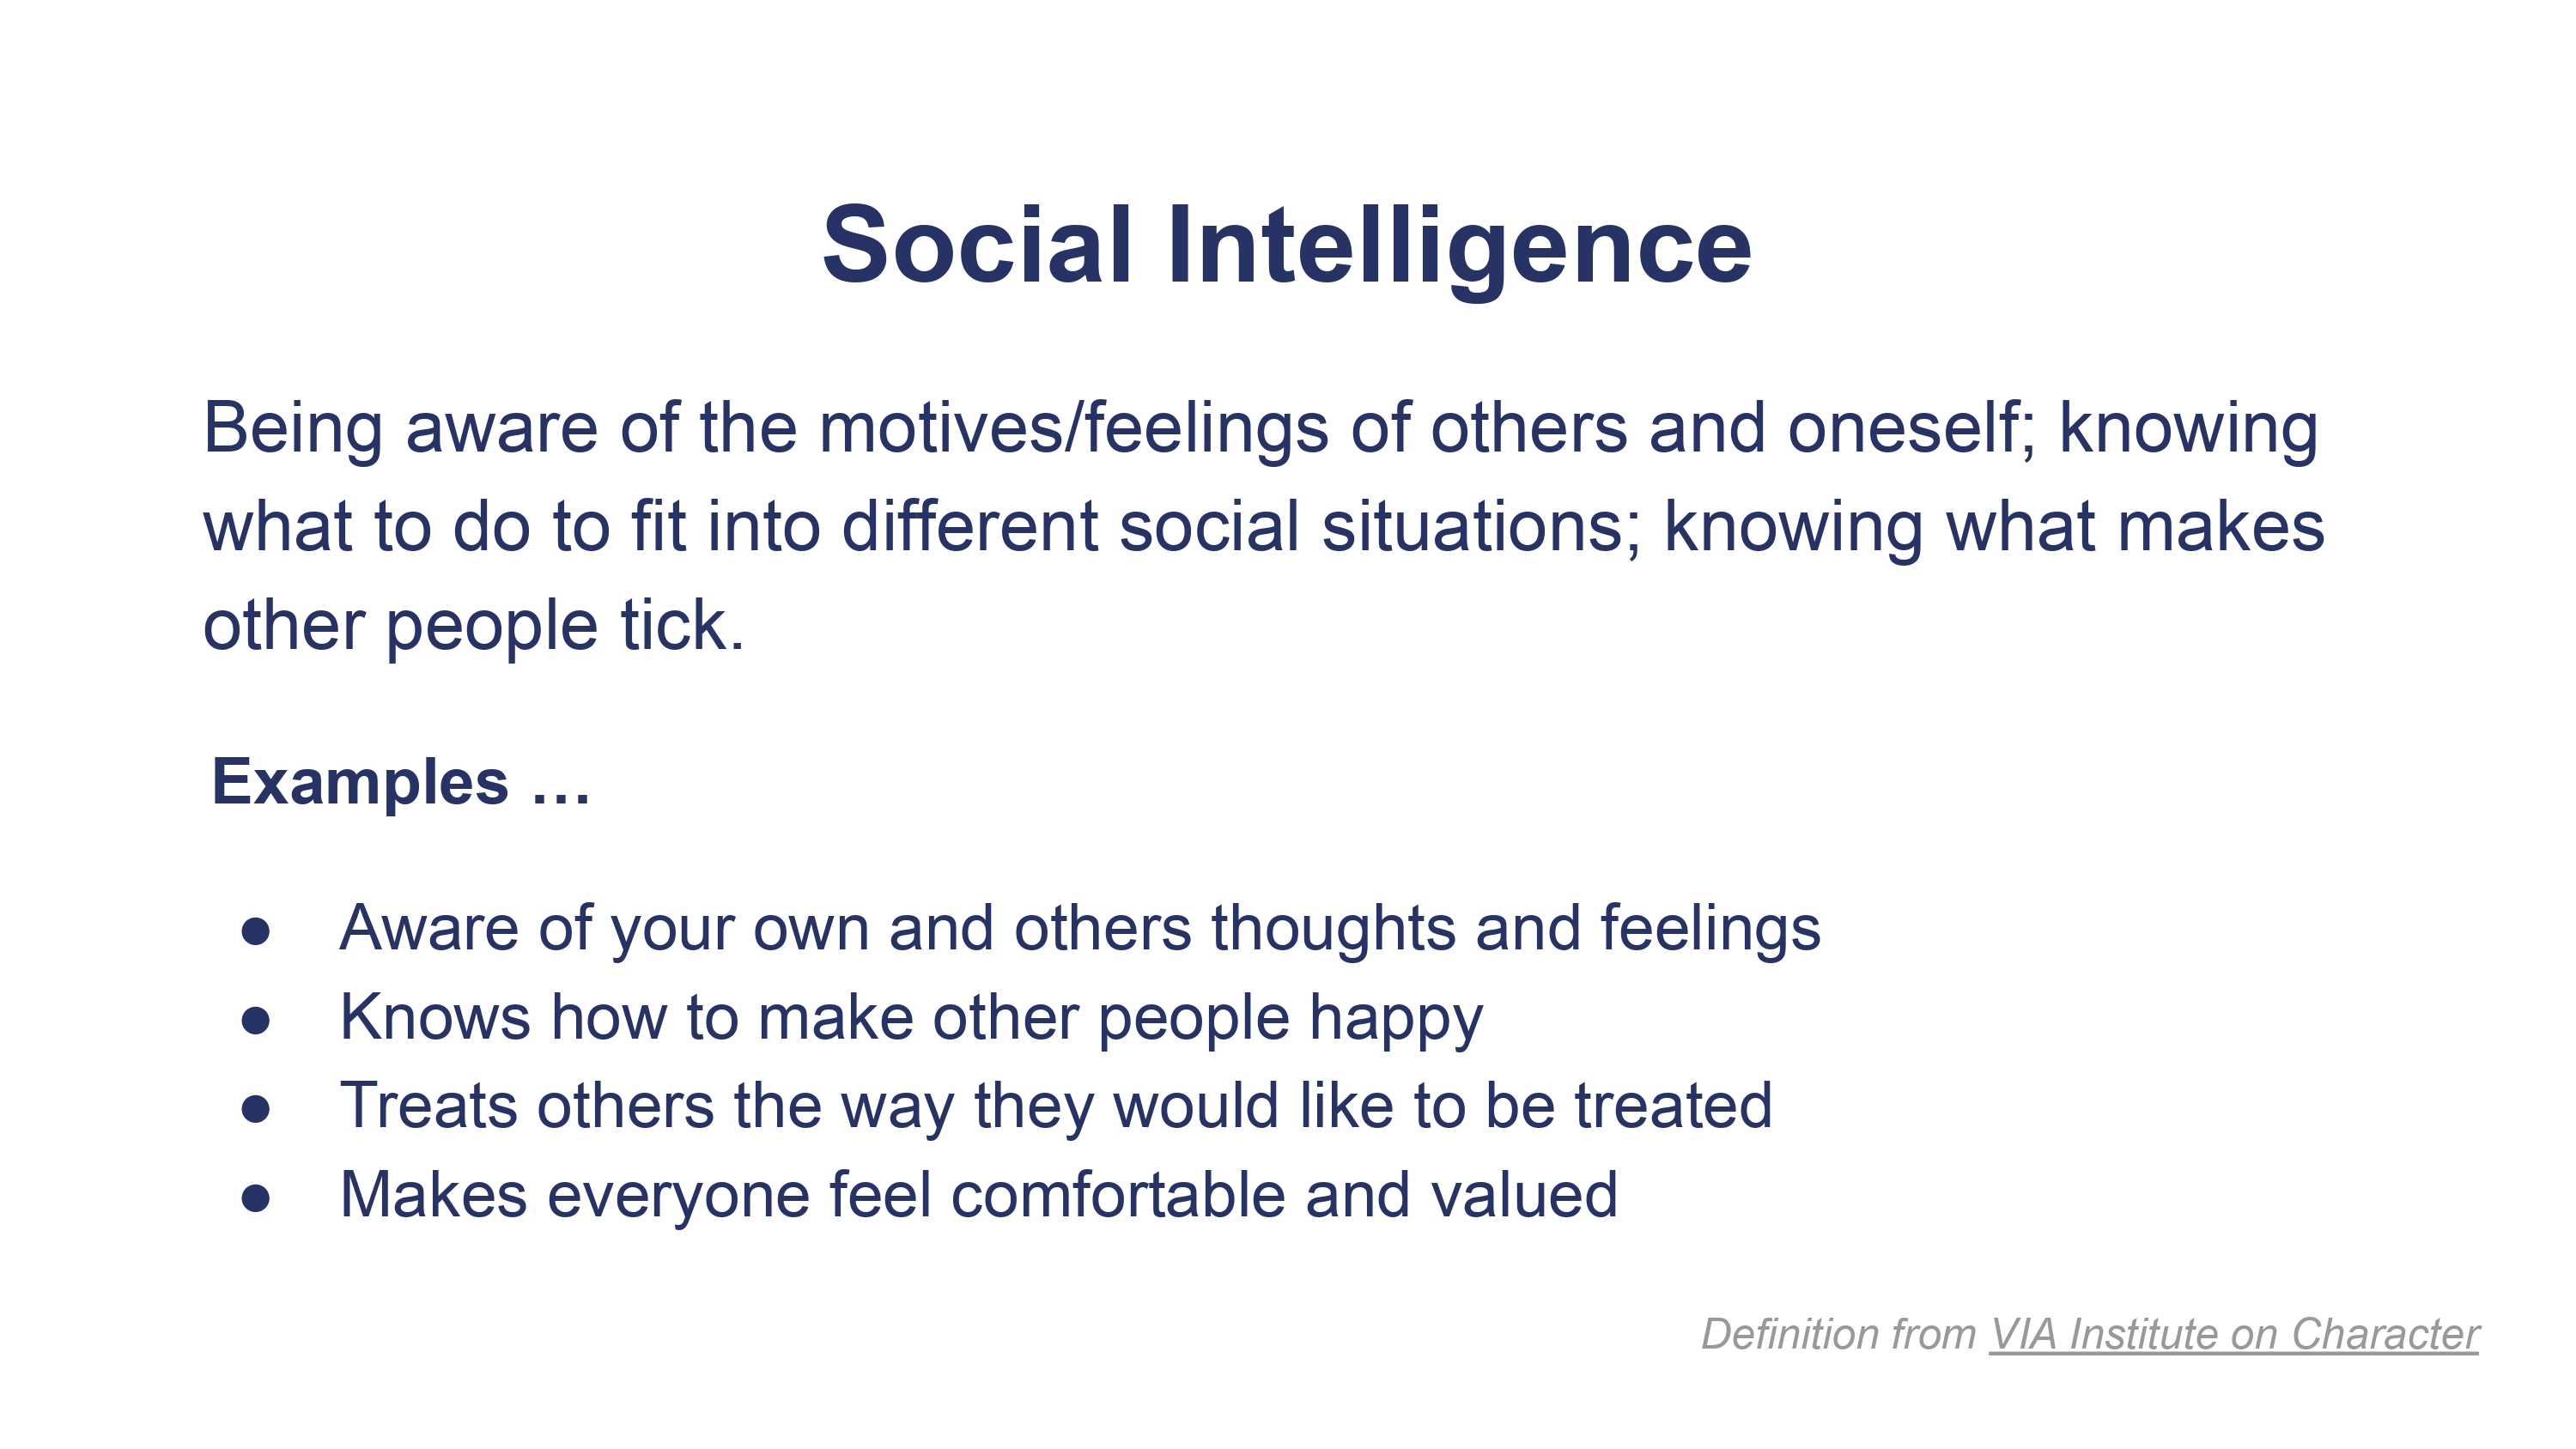 Social Intelligence
Being aware of the motives/feelings of others and oneself; knowing
what to do to fit into different social situations; knowing what makes
other people tick.
Examples …
● Aware of your own and others thoughts and feelings
● Knows how to make other people happy
● Treats others the way they would like to be treated
● Makes everyone feel comfortable and valued
Definition from VIA Institute on Character